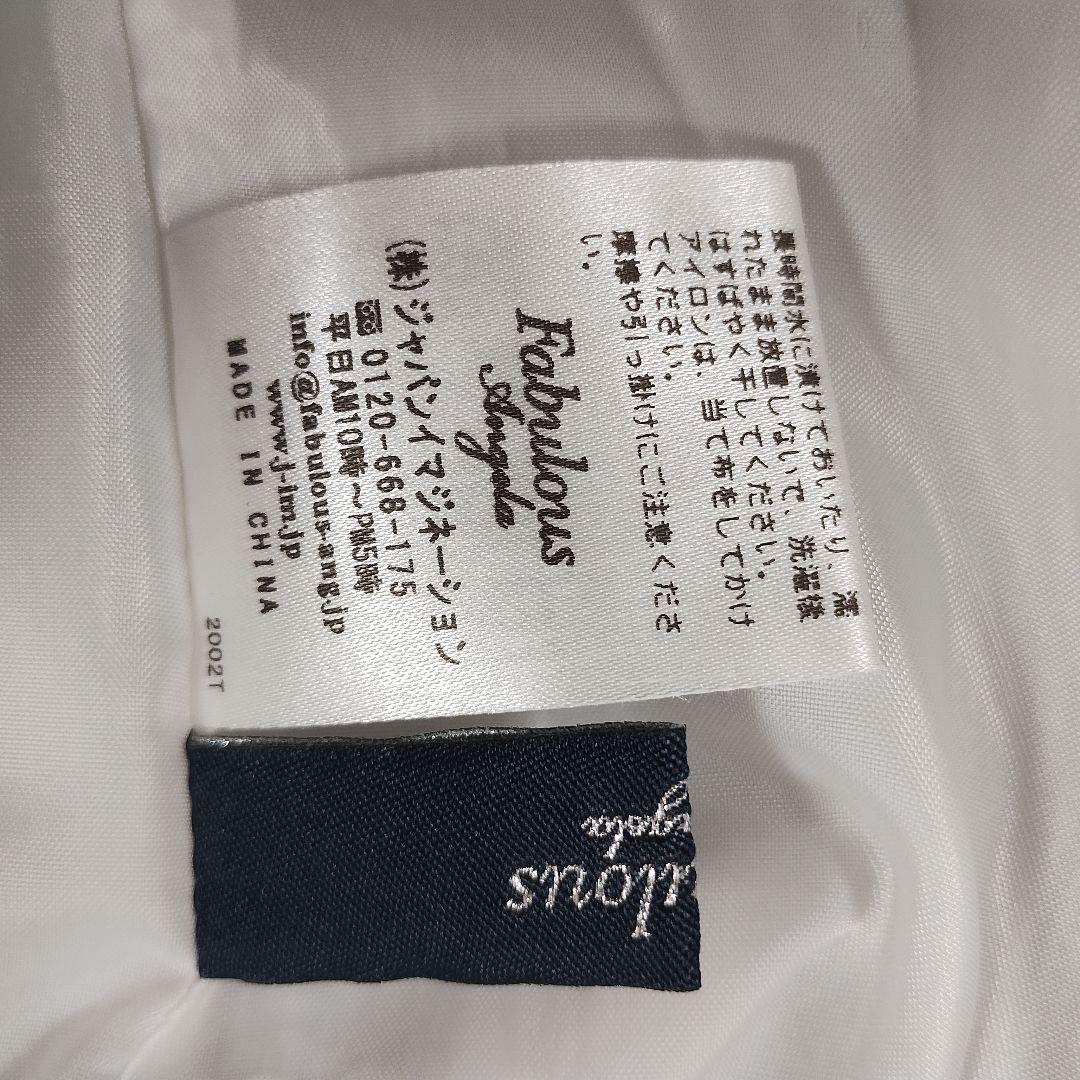 長時間水に漬けておいたり、濡
れたまま放置しないで、洗濯後
はすばやく干してください。
アイロンは、当て布をしてかけ
てください。
摩擦や引っ掛けにご注意くださ
い。
Fabulous
Angola
(株)ジャパンイマジネーション
0120-668-175
平日AM10時～PM5時
info@fabulous-ang.jp
www.j-im.jp
MADE IN CHINA
2002T
gola
ulous